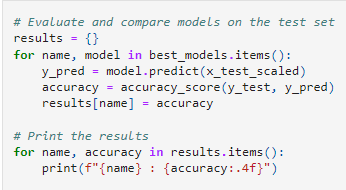 # Evaluate and compare models on the test set
results = {}
for name, model in best_models.items():
    y_pred = model.predict(x_test_scaled)
    accuracy = accuracy_score(y_test, y_pred)
    results[name] = accuracy

# Print the results
for name, accuracy in results.items():
    print(f"{name} : {accuracy:.4f}")